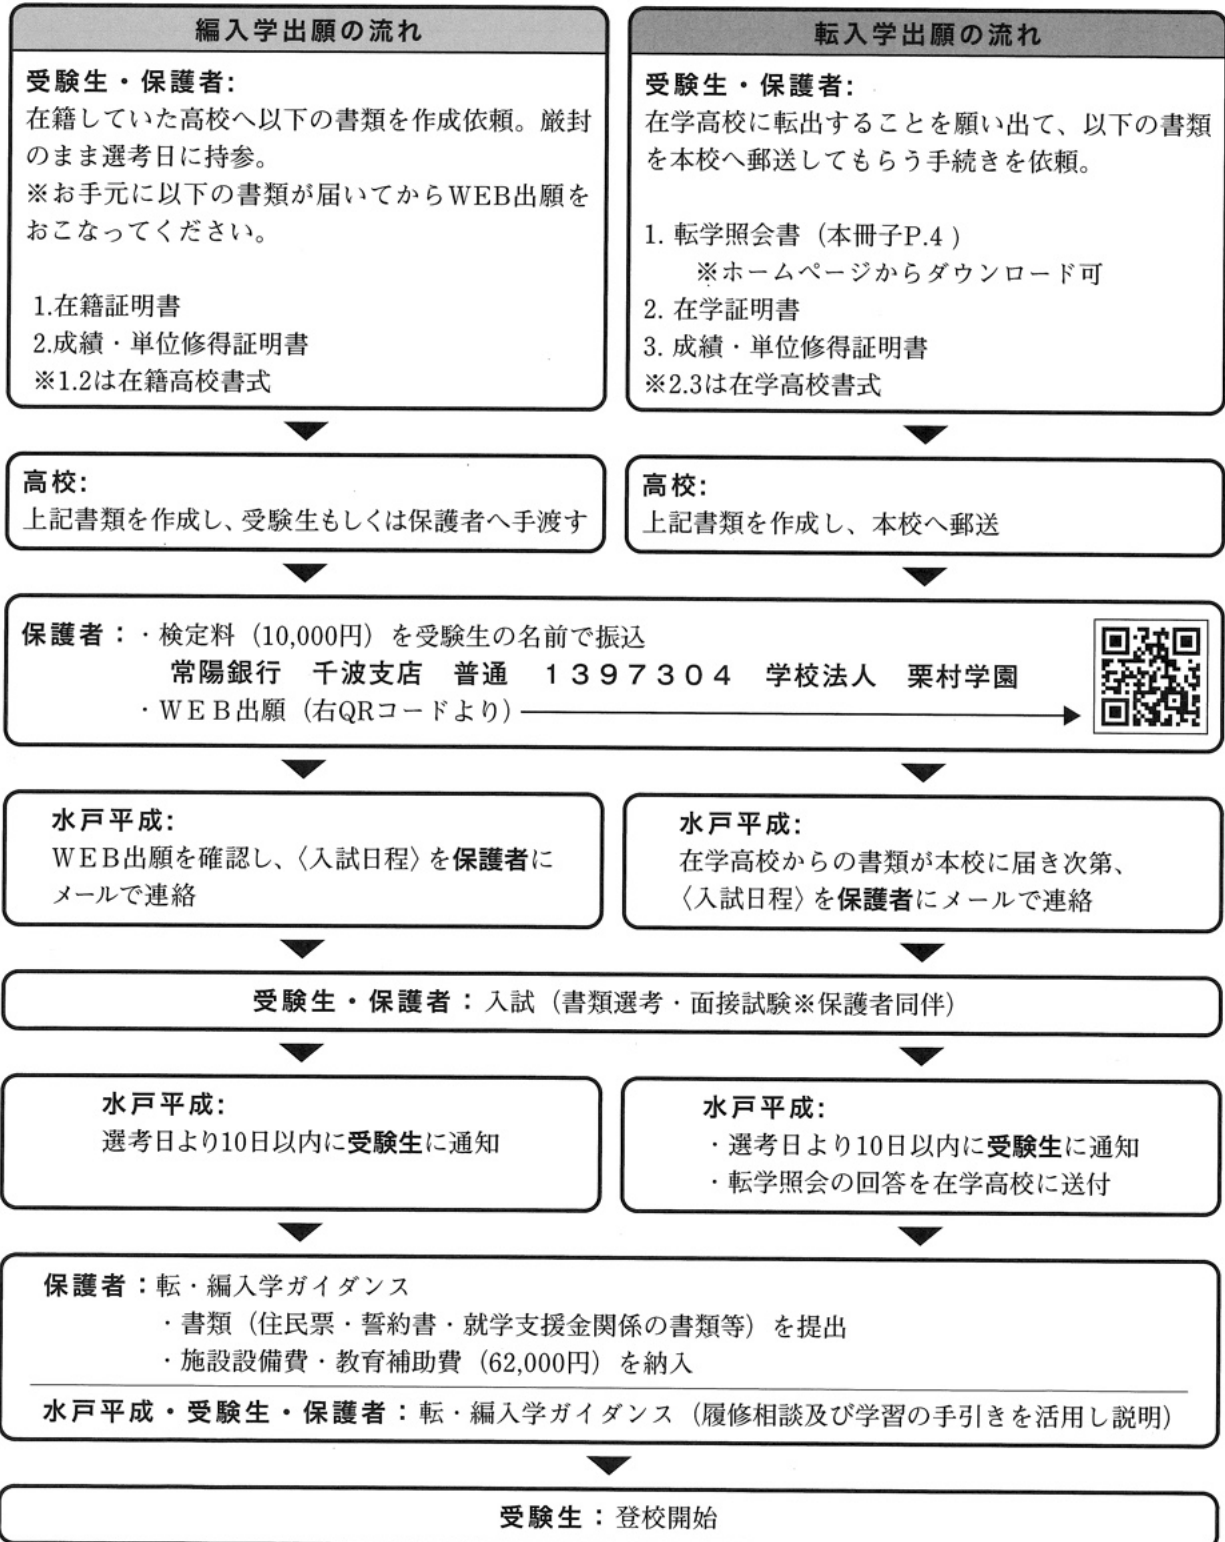 編入学出願の流れ
受験生・保護者:
在籍していた高校へ以下の書類を作成依頼。厳封
のまま選考日に持参。
※お手元に以下の書類が届いてからWEB出願を
おこなってください。
1.在籍証明書
2.成績・単位修得証明書
※1.2は在籍高校書式
転入学出願の流れ
受験生・保護者:
在学高校に転出することを願い出て、以下の書類
を本校へ郵送してもらう手続きを依頼。
1. 転学照会書（本冊子P.4 )
※ホームページからダウンロード可
2. 在学証明書
3. 成績・単位修得証明書
※2.3は在学高校書式
高校:
上記書類を作成し、受験生もしくは保護者へ手渡す
高校:
上記書類を作成し、本校へ郵送
保護者：・検定料（10,000円）を受験生の名前で振込
常陽銀行　千波支店　普通　１３９７３０４　学校法人　栗村学園
・ＷＥＢ出願（右QRコードより）
水戸平成:
ＷＥＢ出願を確認し、〈入試日程〉を保護者に
メールで連絡
水戸平成:
在学高校からの書類が本校に届き次第、
〈入試日程〉を保護者にメールで連絡
受験生・保護者：入試（書類選考・面接試験※保護者同伴）
水戸平成:
選考日より10日以内に受験生に通知
水戸平成:
・選考日より10日以内に受験生に通知
・転学照会の回答を在学高校に送付
保護者：転・編入学ガイダンス
・書類（住民票・誓約書・就学支援金関係の書類等）を提出
・施設設備費・教育補助費（62,000円）を納入
水戸平成・受験生・保護者：転・編入学ガイダンス（履修相談及び学習の手引きを活用し説明）
受験生：登校開始